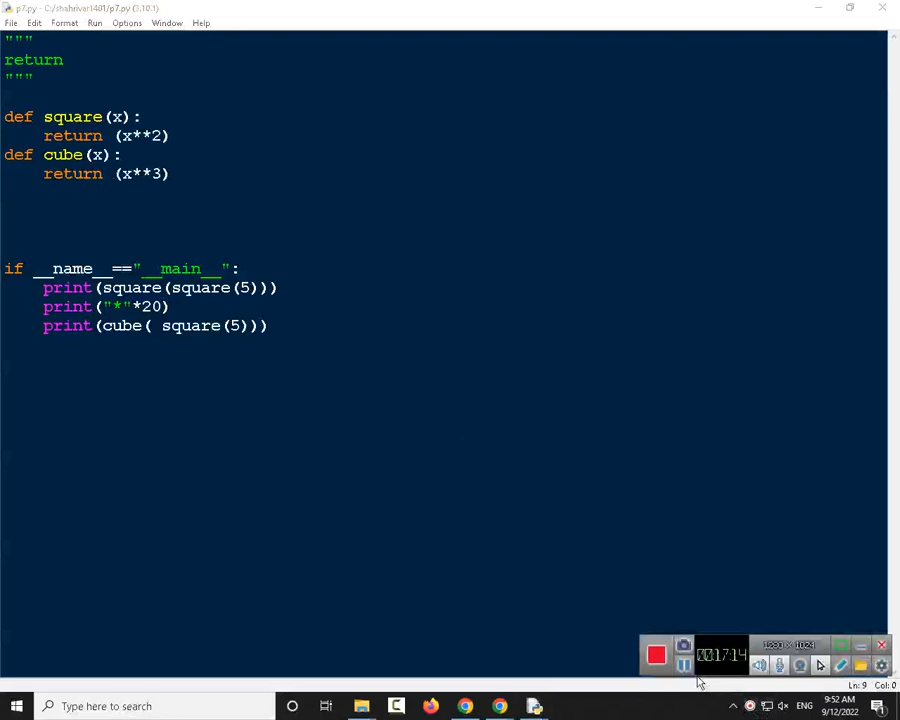 p7.py - C:/shahrivar1401/p7.py (3.10.1)
File Edit Format Run Options Window Help
"""
return
"""
def square(x):
    return (x**2)
def cube(x):
    return (x**3)
if __name__=="__main__":
    print(square(square(5)))
    print("*"*20)
    print(cube( square(5)))
1280 x 1024
Ln: 9 Col: 0
Type here to search
ENG
9:52 AM
9/12/2022